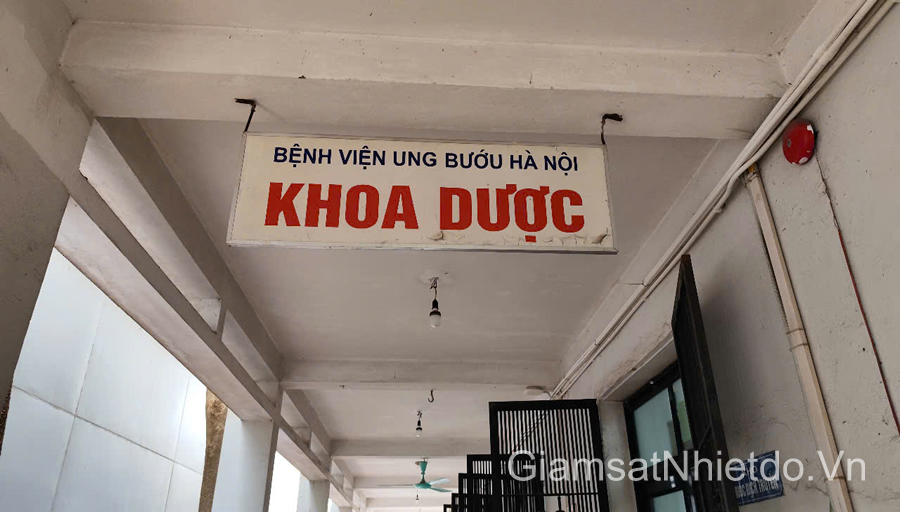 BỆNH VIỆN UNG BƯỚU HÀ NỘI
KHOA DƯỢC
GiamsatNhietdo.Vn